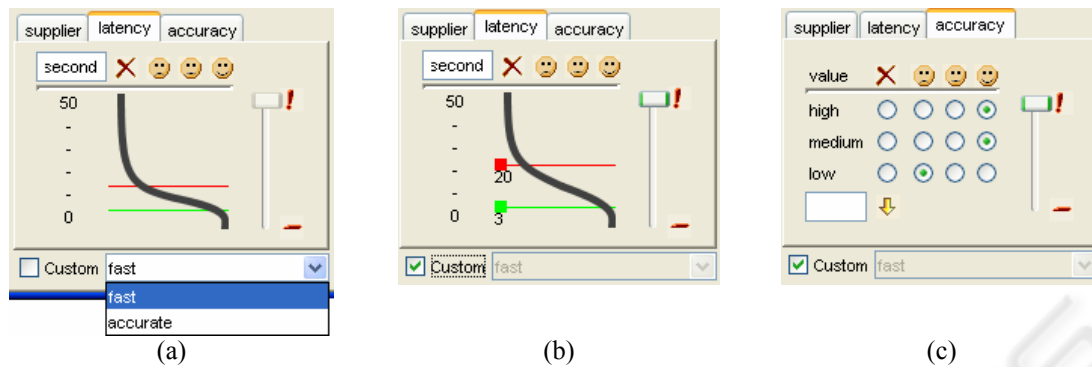 supplier latency accuracy
second
50
-
-
-
-
0
Custom fast
fast
accurate
(a)
supplier latency accuracy
second
50
-
-
20
-
-
0 3
Custom fast
(b)
supplier latency accuracy
value
high
medium
low
Custom fast
(c)